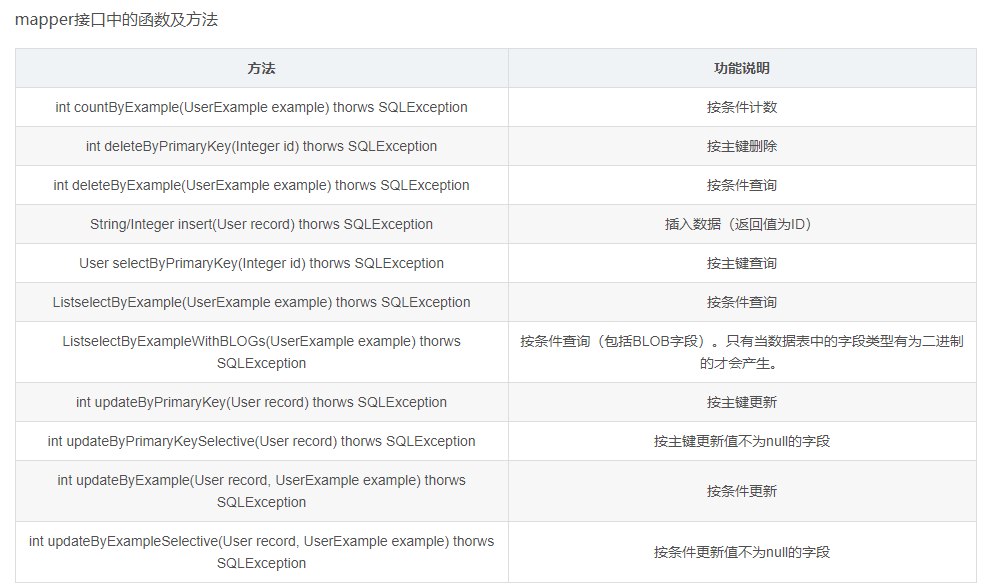 mapper接口中的函数及方法
方法 功能说明
int countByExample(UserExample example) thorws SQLException 按条件计数
int deleteByPrimaryKey(Integer id) thorws SQLException 按主键删除
int deleteByExample(UserExample example) thorws SQLException 按条件查询
String/Integer insert(User record) thorws SQLException 插入数据（返回值为ID）
User selectByPrimaryKey(Integer id) thorws SQLException 按主键查询
ListselectByExample(UserExample example) thorws SQLException 按条件查询
ListselectByExampleWithBLOGs(UserExample example) thorws
SQLException
按条件查询（包括BLOB字段）。只有当数据表中的字段类型有为二进制
的才会产生。
int updateByPrimaryKey(User record) thorws SQLException 按主键更新
int updateByPrimaryKeySelective(User record) thorws SQLException 按主键更新值不为null的字段
int updateByExample(User record, UserExample example) thorws
SQLException
按条件更新
int updateByExampleSelective(User record, UserExample example) thorws
SQLException
按条件更新值不为null的字段